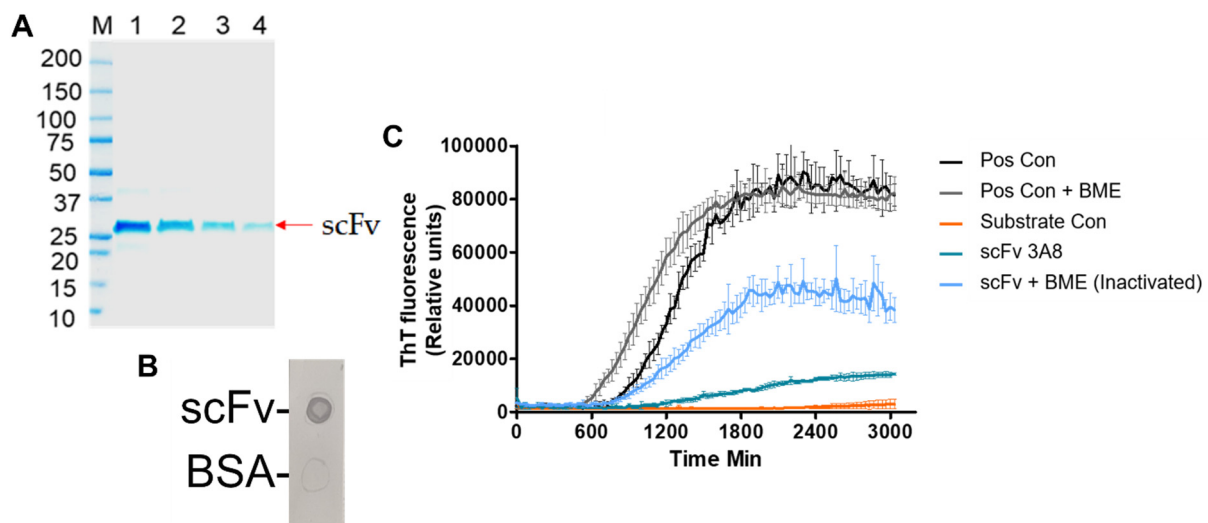 A
M 1 2 3 4
200
150
100
75
50
37
25
20
15
10
scFv
B
scFv
BSA
C
ThT fluorescence
(Relative units)
100000
80000
60000
40000
20000
0
0 600 1200 1800 2400 3000
Time Min
Pos Con
Pos Con + BME
Substrate Con
scFv 3A8
scFv + BME (Inactivated)